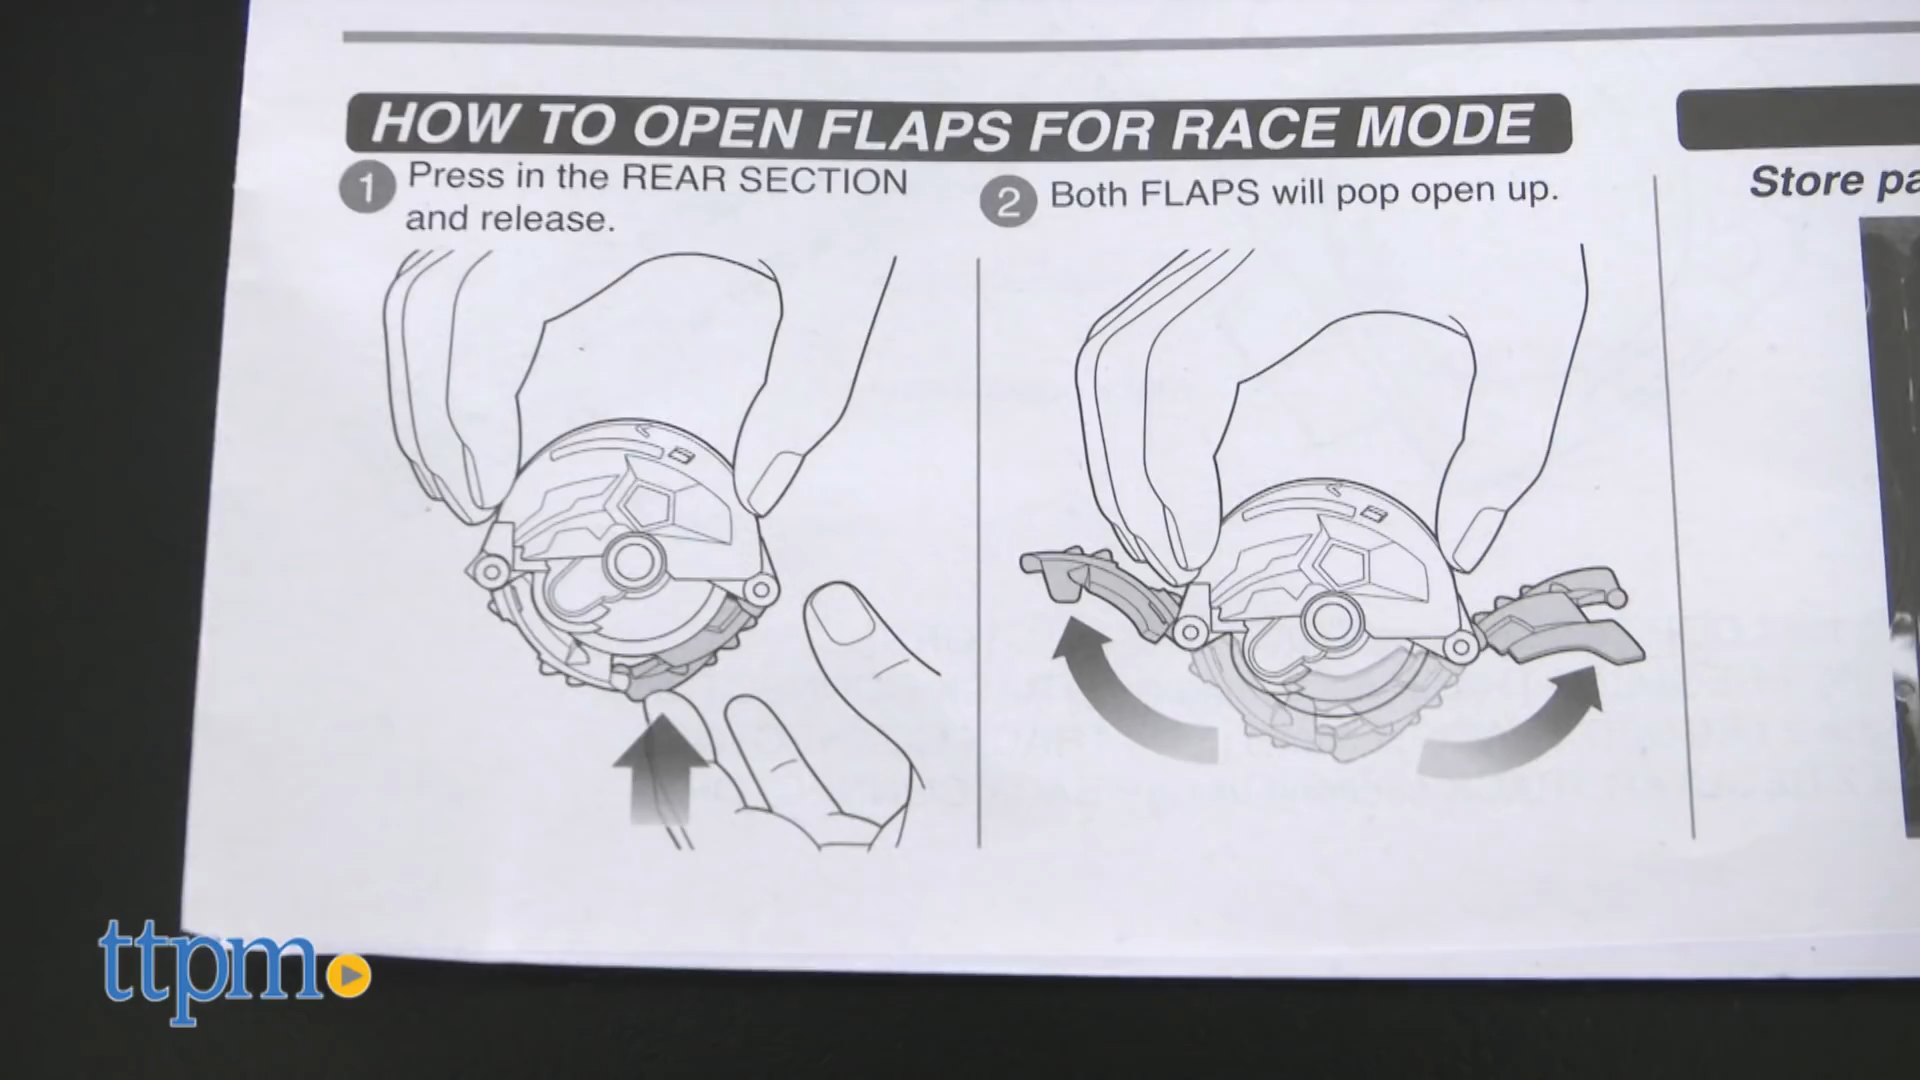 HOW TO OPEN FLAPS FOR RACE MODE
1 Press in the REAR SECTION
and release.
2 Both FLAPS will pop open up.
Store
ttpm